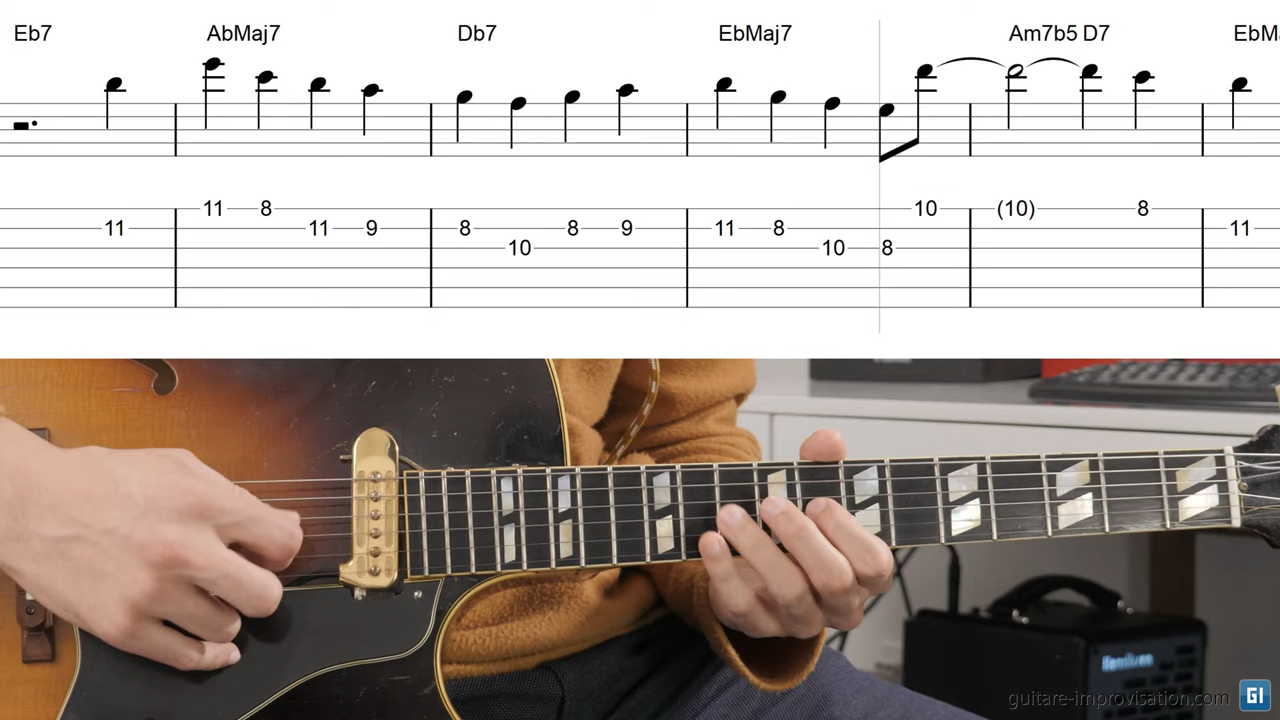 Eb7 AbMaj7 Db7 EbMaj7 Am7b5 D7
11 8 10 (10) 8
11 11 9 8 8 9 11 8 11
10 10 8
Henriksen
guitare-improvisation.com GI